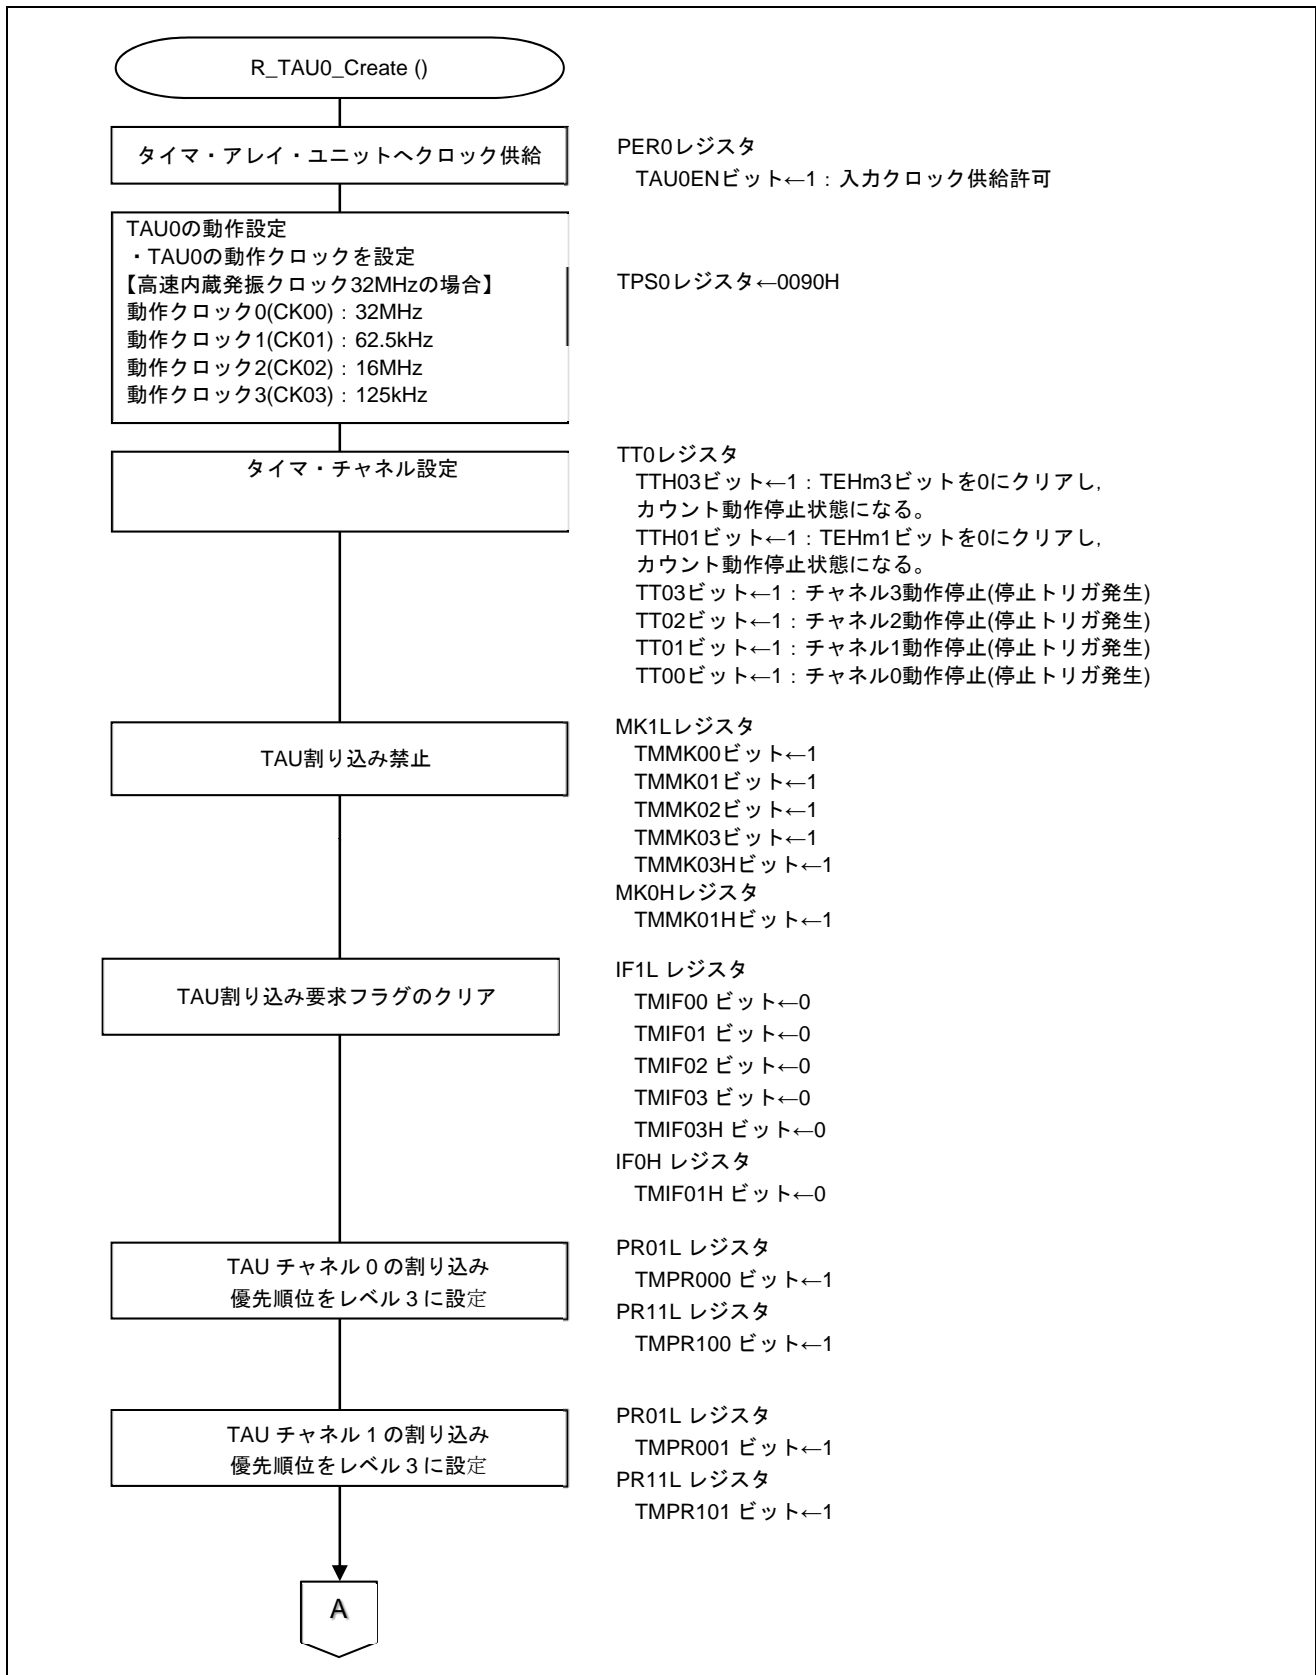 R_TAU0_Create ()
タイマ・アレイ・ユニットへクロック供給
PER0レジスタ
TAU0ENビット←1：入力クロック供給許可
TAU0の動作設定
・TAU0の動作クロックを設定
【高速内蔵発振クロック32MHzの場合】
動作クロック0(CK00)：32MHz
動作クロック1(CK01)：62.5kHz
動作クロック2(CK02)：16MHz
動作クロック3(CK03)：125kHz
TPS0レジスタ←0090H
タイマ・チャネル設定
TT0レジスタ
TTH03ビット←1：TEHm3ビットを0にクリアし,
カウント動作停止状態になる。
TTH01ビット←1：TEHm1ビットを0にクリアし,
カウント動作停止状態になる。
TT03ビット←1：チャネル3動作停止(停止トリガ発生)
TT02ビット←1：チャネル2動作停止(停止トリガ発生)
TT01ビット←1：チャネル1動作停止(停止トリガ発生)
TT00ビット←1：チャネル0動作停止(停止トリガ発生)
TAU割り込み禁止
MK1Lレジスタ
TMMK00ビット←1
TMMK01ビット←1
TMMK02ビット←1
TMMK03ビット←1
TMMK03Hビット←1
MK0Hレジスタ
TMMK01Hビット←1
TAU割り込み要求フラグのクリア
IF1L レジスタ
TMIF00 ビット←0
TMIF01 ビット←0
TMIF02 ビット←0
TMIF03 ビット←0
TMIF03H ビット←0
IF0H レジスタ
TMIF01H ビット←0
TAU チャネル 0 の割り込み
優先順位をレベル 3 に設定
PR01L レジスタ
TMPR000 ビット←1
PR11L レジスタ
TMPR100 ビット←1
TAU チャネル 1 の割り込み
優先順位をレベル 3 に設定
PR01L レジスタ
TMPR001 ビット←1
PR11L レジスタ
TMPR101 ビット←1
A